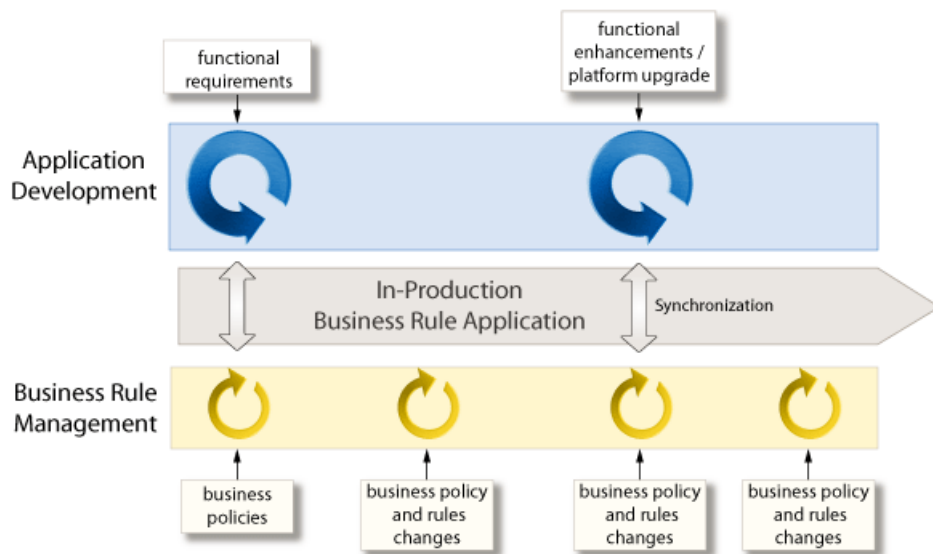 functional
requirements
functional
enhancements /
platform upgrade
Application
Development
In-Production
Business Rule Application
Synchronization
Business Rule
Management
business
policies
business policy
and rules
changes
business policy
and rules
changes
business policy
and rules
changes